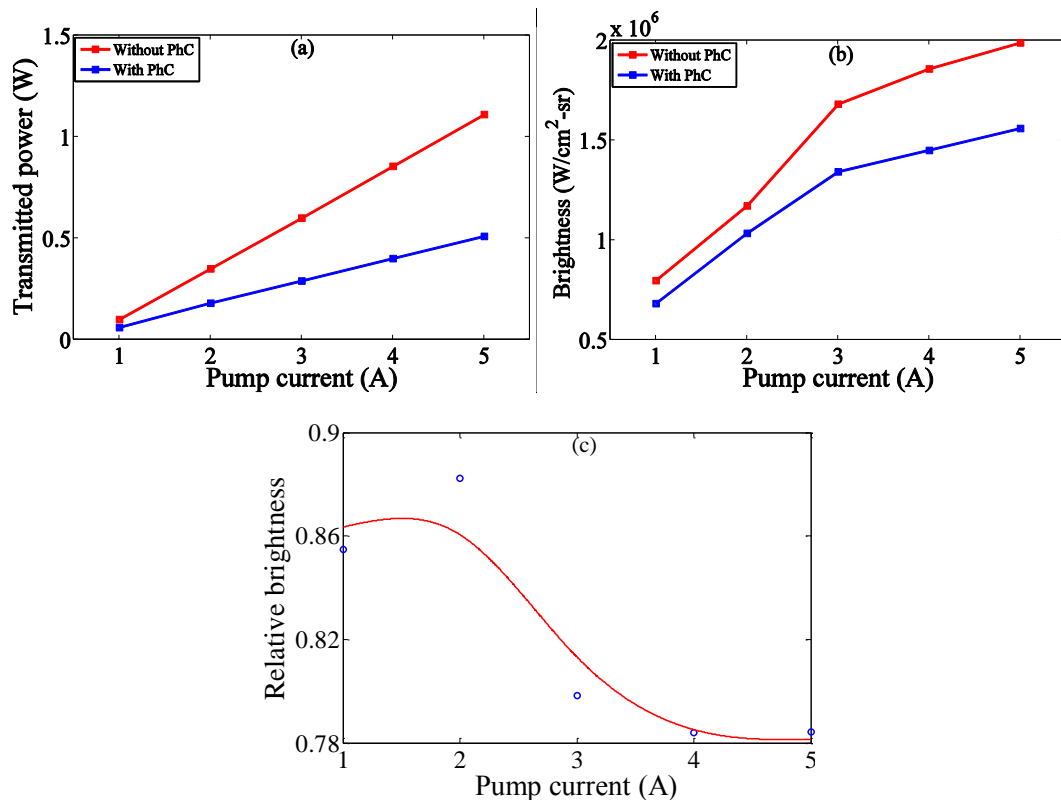 (a)
Without PhC
With PhC
Transmitted power (W)
1.5
1
0.5
0
1 2 3 4 5
Pump current (A)
2 x 10^6
(b)
Without PhC
With PhC
Brightness (W/cm^2-sr)
1.5
1
0.5
1 2 3 4 5
Pump current (A)
(c)
Relative brightness
0.9
0.86
0.82
0.78
1 2 3 4 5
Pump current (A)